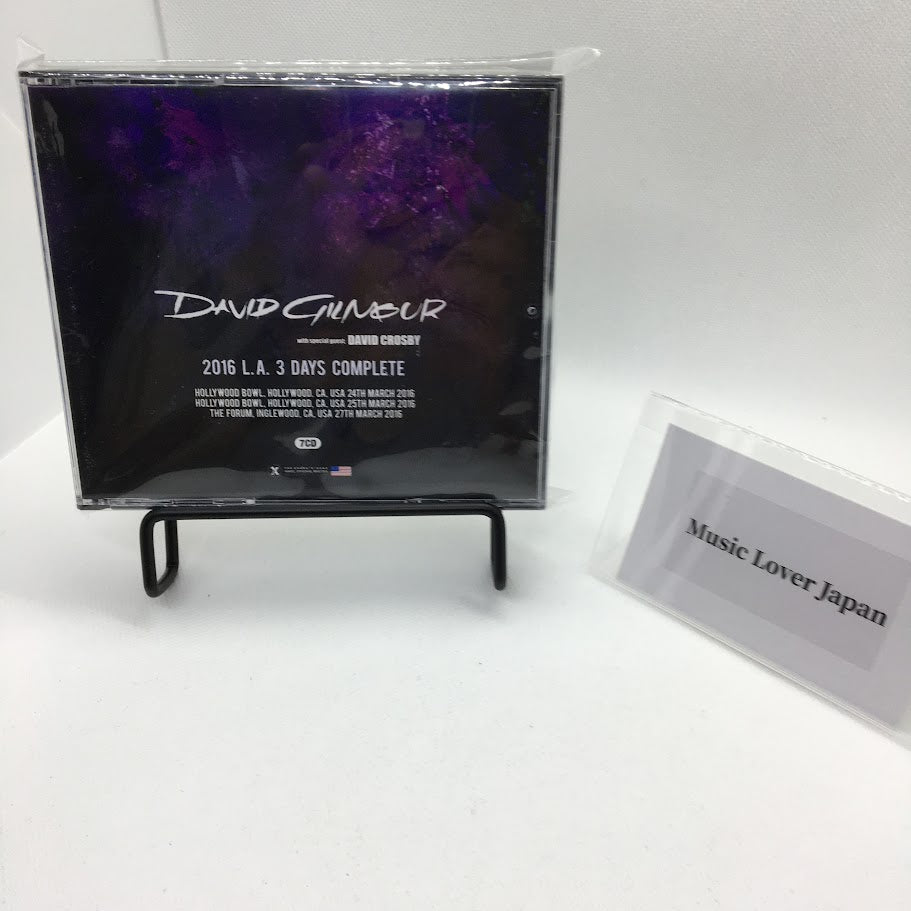 DAVID GILMOUR
with special guest: DAVID CROSBY
2016 L.A. 3 DAYS COMPLETE
HOLLYWOOD BOWL, HOLLYWOOD, CA. USA 24TH MARCH 2016
HOLLYWOOD BOWL, HOLLYWOOD, CA. USA 25TH MARCH 2016
THE FORUM, INGLEWOOD, CA. USA 27TH MARCH 2016
7CD
X
Music Lover Japan